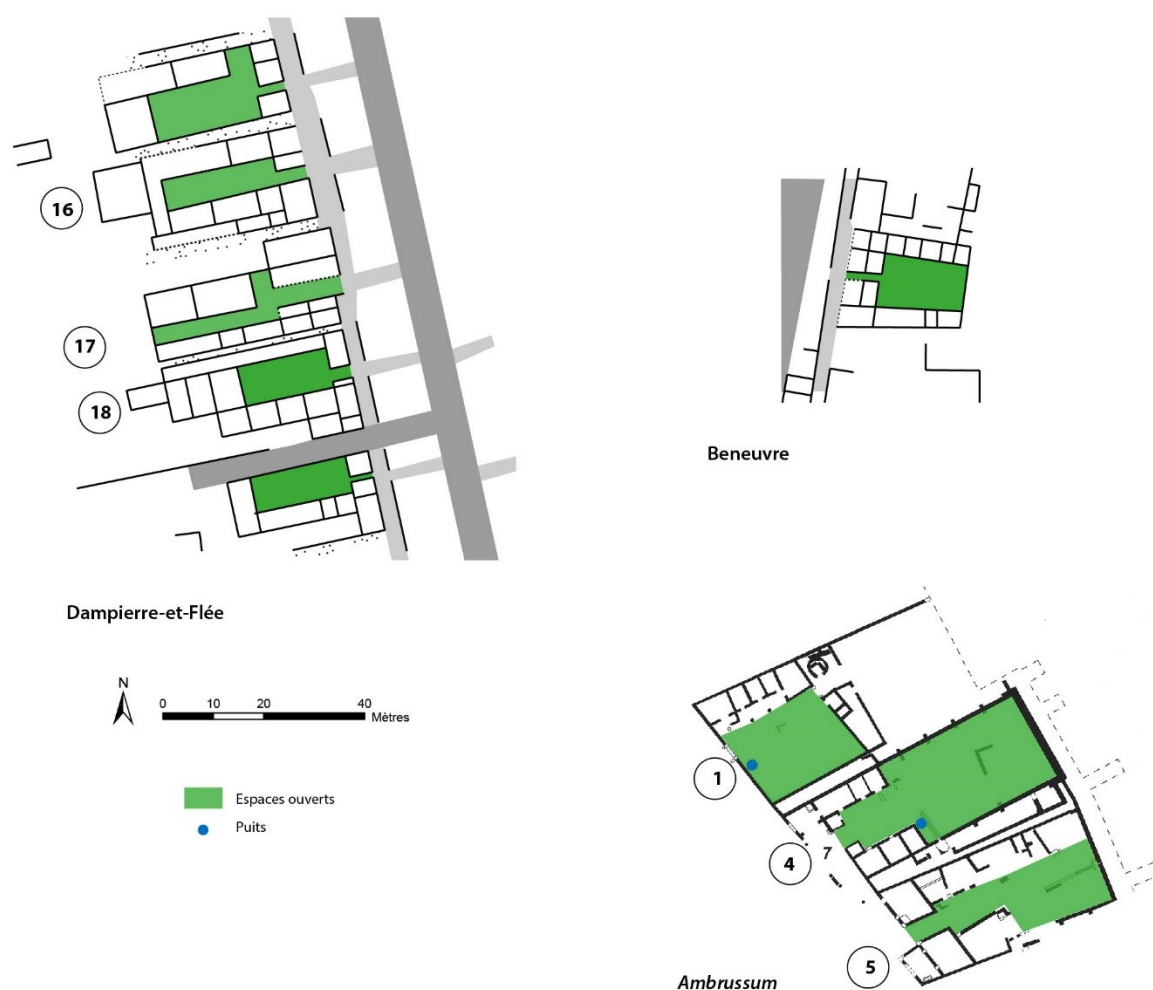 16
17
18
Beneuvre
Dampierre-et-Flée
N
0 10 20 40
Mètres
Espaces ouverts
Puits
1
4
7
5
Ambrussum